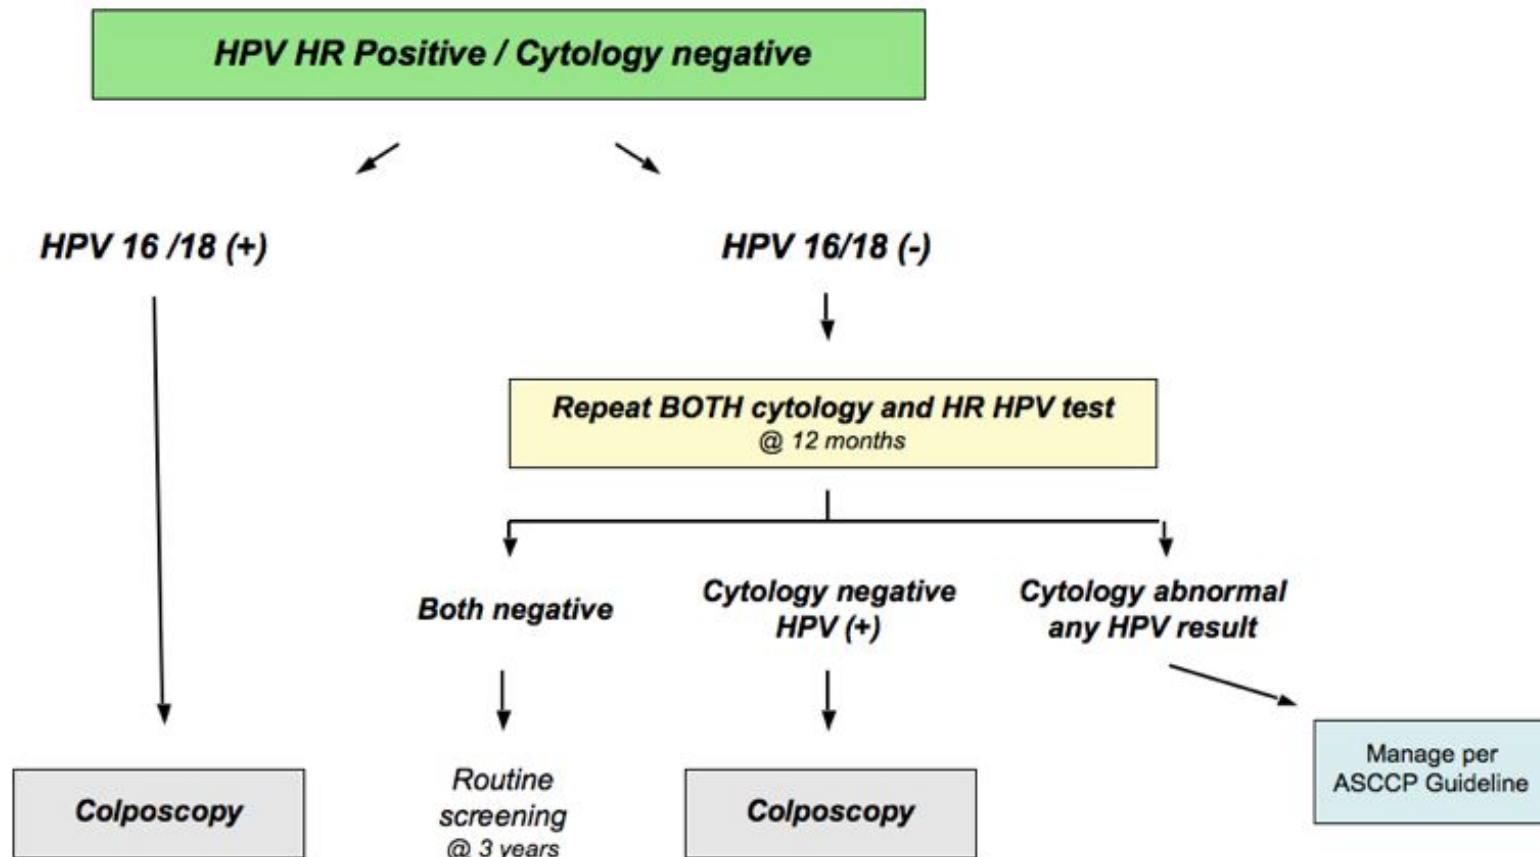 HPV HR Positive / Cytology negative
HPV 16 /18 (+)
HPV 16/18 (-)
Repeat BOTH cytology and HR HPV test
@ 12 months
Both negative
Cytology negative
HPV (+)
Cytology abnormal
any HPV result
Colposcopy
Routine
screening
@ 3 years
Colposcopy
Manage per
ASCCP Guideline